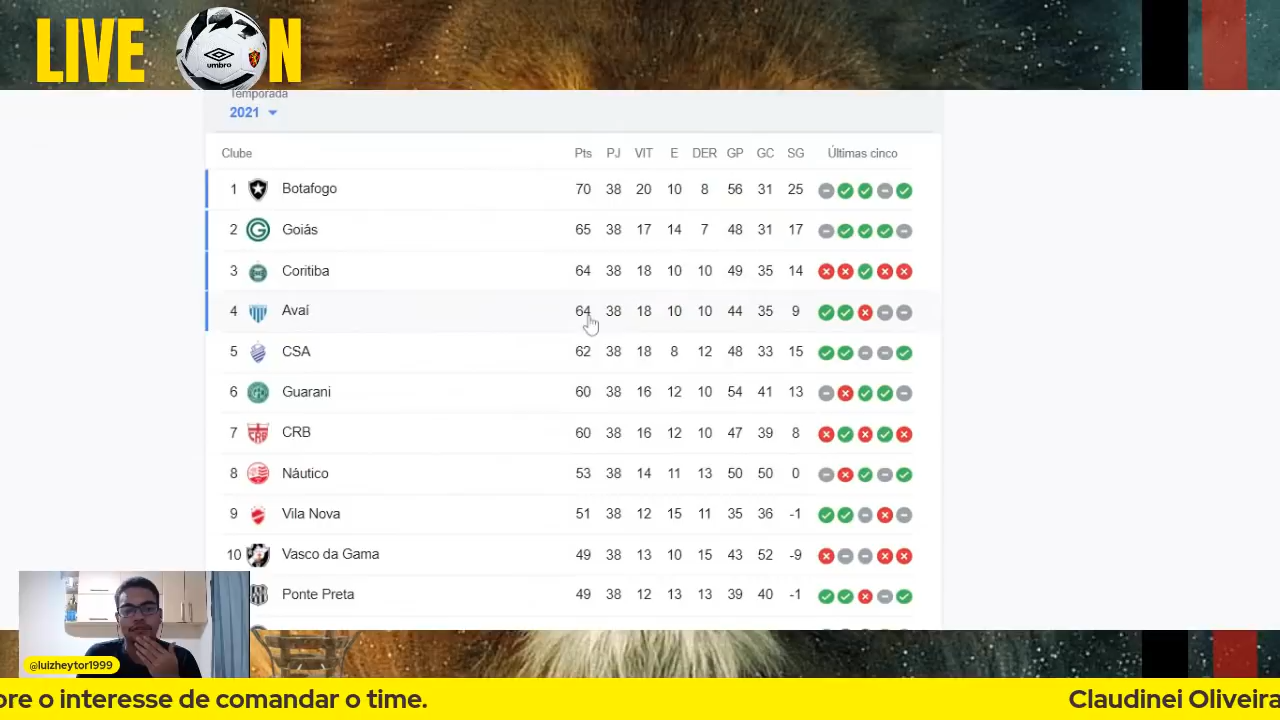 LIVE ON
umbro
Temporada
2021
Clube Pts PJ VIT E DER GP GC SG Últimas cinco
1 Botafogo 70 38 20 10 8 56 31 25
2 Goiás 65 38 17 14 7 48 31 17
3 Coritiba 64 38 18 10 10 49 35 14
4 Avaí 64 38 18 10 10 44 35 9
5 CSA 62 38 18 8 12 48 33 15
6 Guarani 60 38 16 12 10 54 41 13
7 CRB 60 38 16 12 10 47 39 8
8 Náutico 53 38 14 11 13 50 50 0
9 Vila Nova 51 38 12 15 11 35 36 -1
10 Vasco da Gama 49 38 13 10 15 43 52 -9
Ponte Preta 49 38 12 13 13 39 40 -1
@luizheytor1999
ore o interesse de comandar o time. Claudinei Oliveira